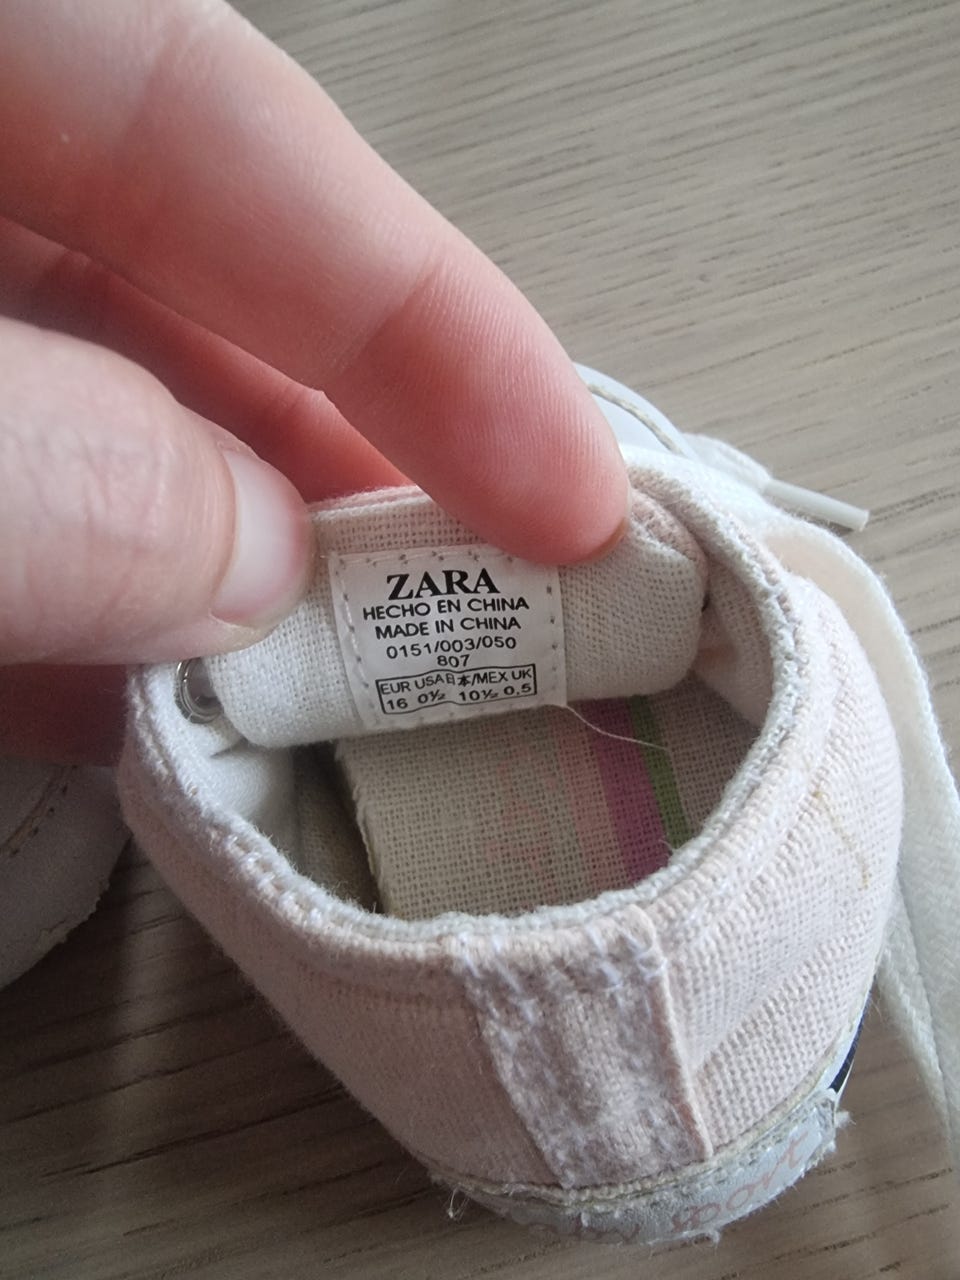 ZARA
HECHO EN CHINA
MADE IN CHINA
0151/003/050
807
EUR USA日本/MEX UK
16 0½ 10½ 0,5